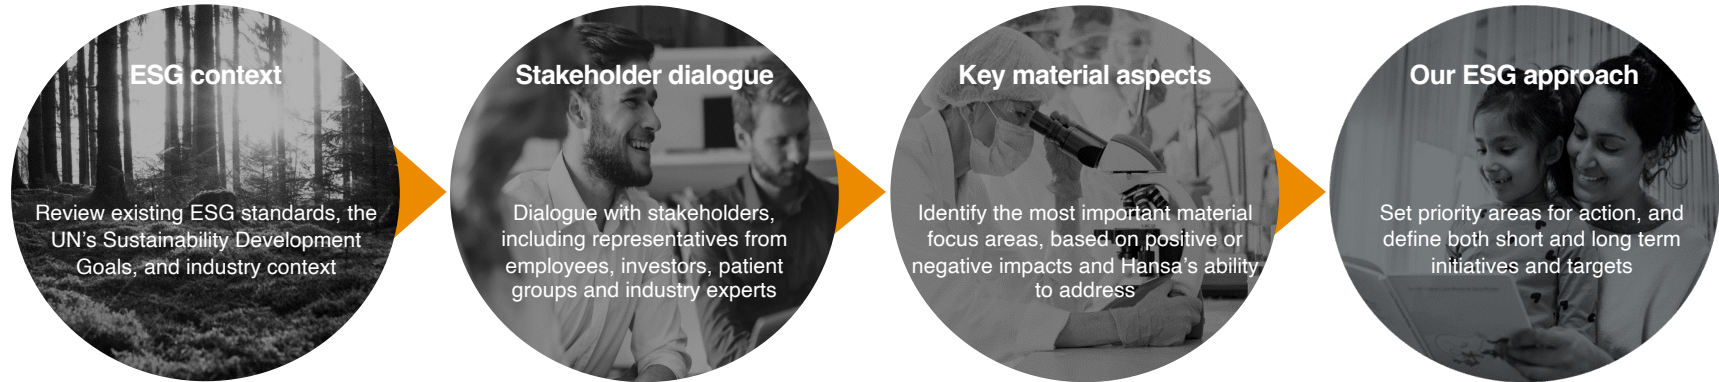 ESG context
Review existing ESG standards, the
UN's Sustainability Development
Goals, and industry context
Stakeholder dialogue
Dialogue with stakeholders,
including representatives from
employees, investors, patient
groups and industry experts
Key material aspects
Identify the most important material
focus areas, based on positive or
negative impacts and Hansa's ability
to address
Our ESG approach
Set priority areas for action, and
define both short and long term
initiatives and targets